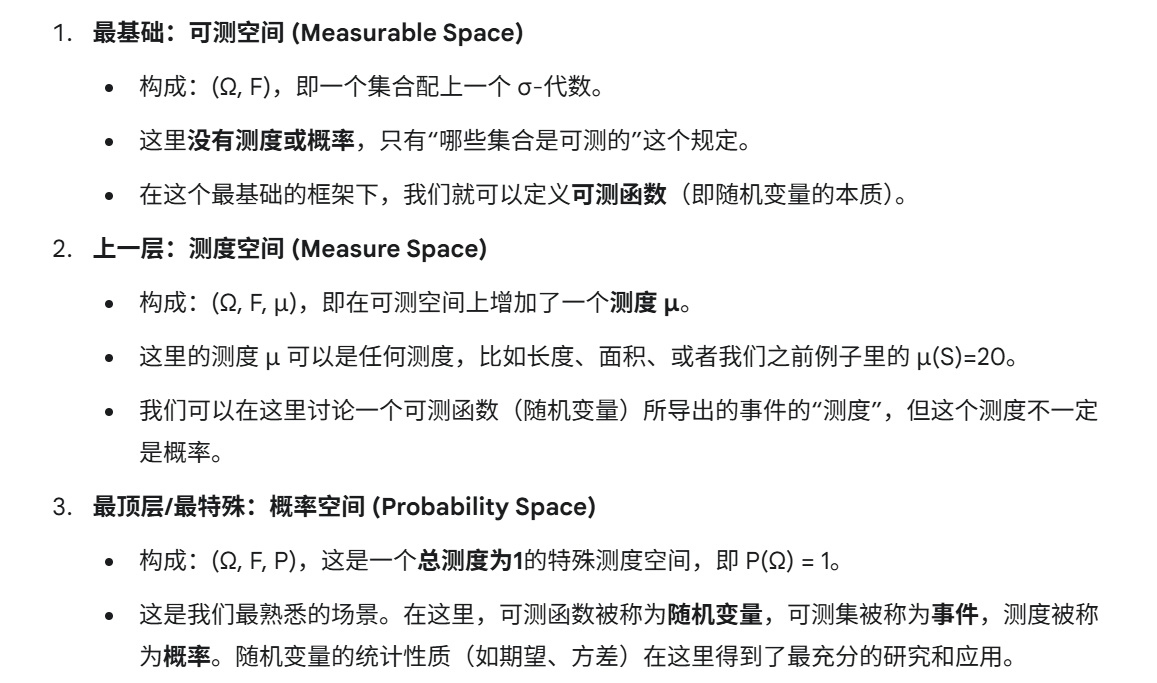 1. 最基础：可测空间 (Measurable Space)
• 构成：(Ω, F)，即一个集合配上一个 σ-代数。
• 这里没有测度或概率，只有“哪些集合是可测的”这个规定。
• 在这个最基础的框架下，我们就可以定义可测函数（即随机变量的本质）。
2. 上一层：测度空间 (Measure Space)
• 构成：(Ω, F, μ)，即在可测空间上增加了一个测度 μ。
• 这里的测度 μ 可以是任何测度，比如长度、面积、或者我们之前例子里的 μ(S)=20。
• 我们可以在这里讨论一个可测函数（随机变量）所导出的事件的“测度”，但这个测度不一定
是概率。
3. 最顶层/最特殊：概率空间 (Probability Space)
• 构成：(Ω, F, P)，这是一个总测度为1的特殊测度空间，即 P(Ω) = 1。
• 这是我们最熟悉的场景。在这里，可测函数被称为随机变量，可测集被称为事件，测度被称
为概率。随机变量的统计性质（如期望、方差）在这里得到了最充分的研究和应用。